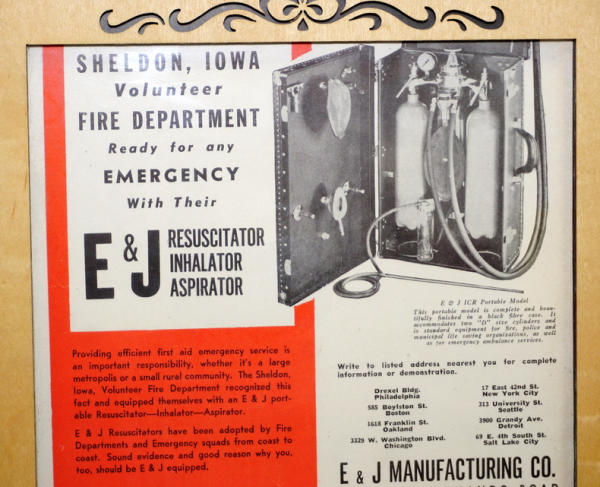 SHELDON, IOWA
Volunteer
FIRE DEPARTMENT
Ready for any
EMERGENCY
With Their
E & J RESUSCITATOR
INHALATOR
ASPIRATOR
E & J ICR Portable Model
This portable model is complete and beau-
tifully finished in a black fibre case. It
accommodates two "D" size cylinders and
is standard equipment for fire, police and
municipal life saving organizations, as well
as for emergency ambulance services.
Providing efficient first aid emergency service is
an important responsibility, whether it's a large
metropolis or a small rural community. The Sheldon,
Iowa, Volunteer Fire Department recognized this
fact and equipped themselves with an E & J port-
able Resuscitator—Inhalator—Aspirator.
E & J Resuscitators have been adopted by Fire
Departments and Emergency squads from coast to
coast. Sound evidence and good reason why you,
too, should be E & J equipped.
Write to listed address nearest you for complete
information or demonstration.
Drexel Bldg.
Philadelphia
585 Boylston St.
Boston
1618 Franklin St.
Oakland
3329 W. Washington Blvd.
Chicago
17 East 42nd St.
New York City
313 University St.
Seattle
3900 Grandy Ave.
Detroit
69 E. 4th South St.
Salt Lake City
E & J MANUFACTURING CO.
ROAD